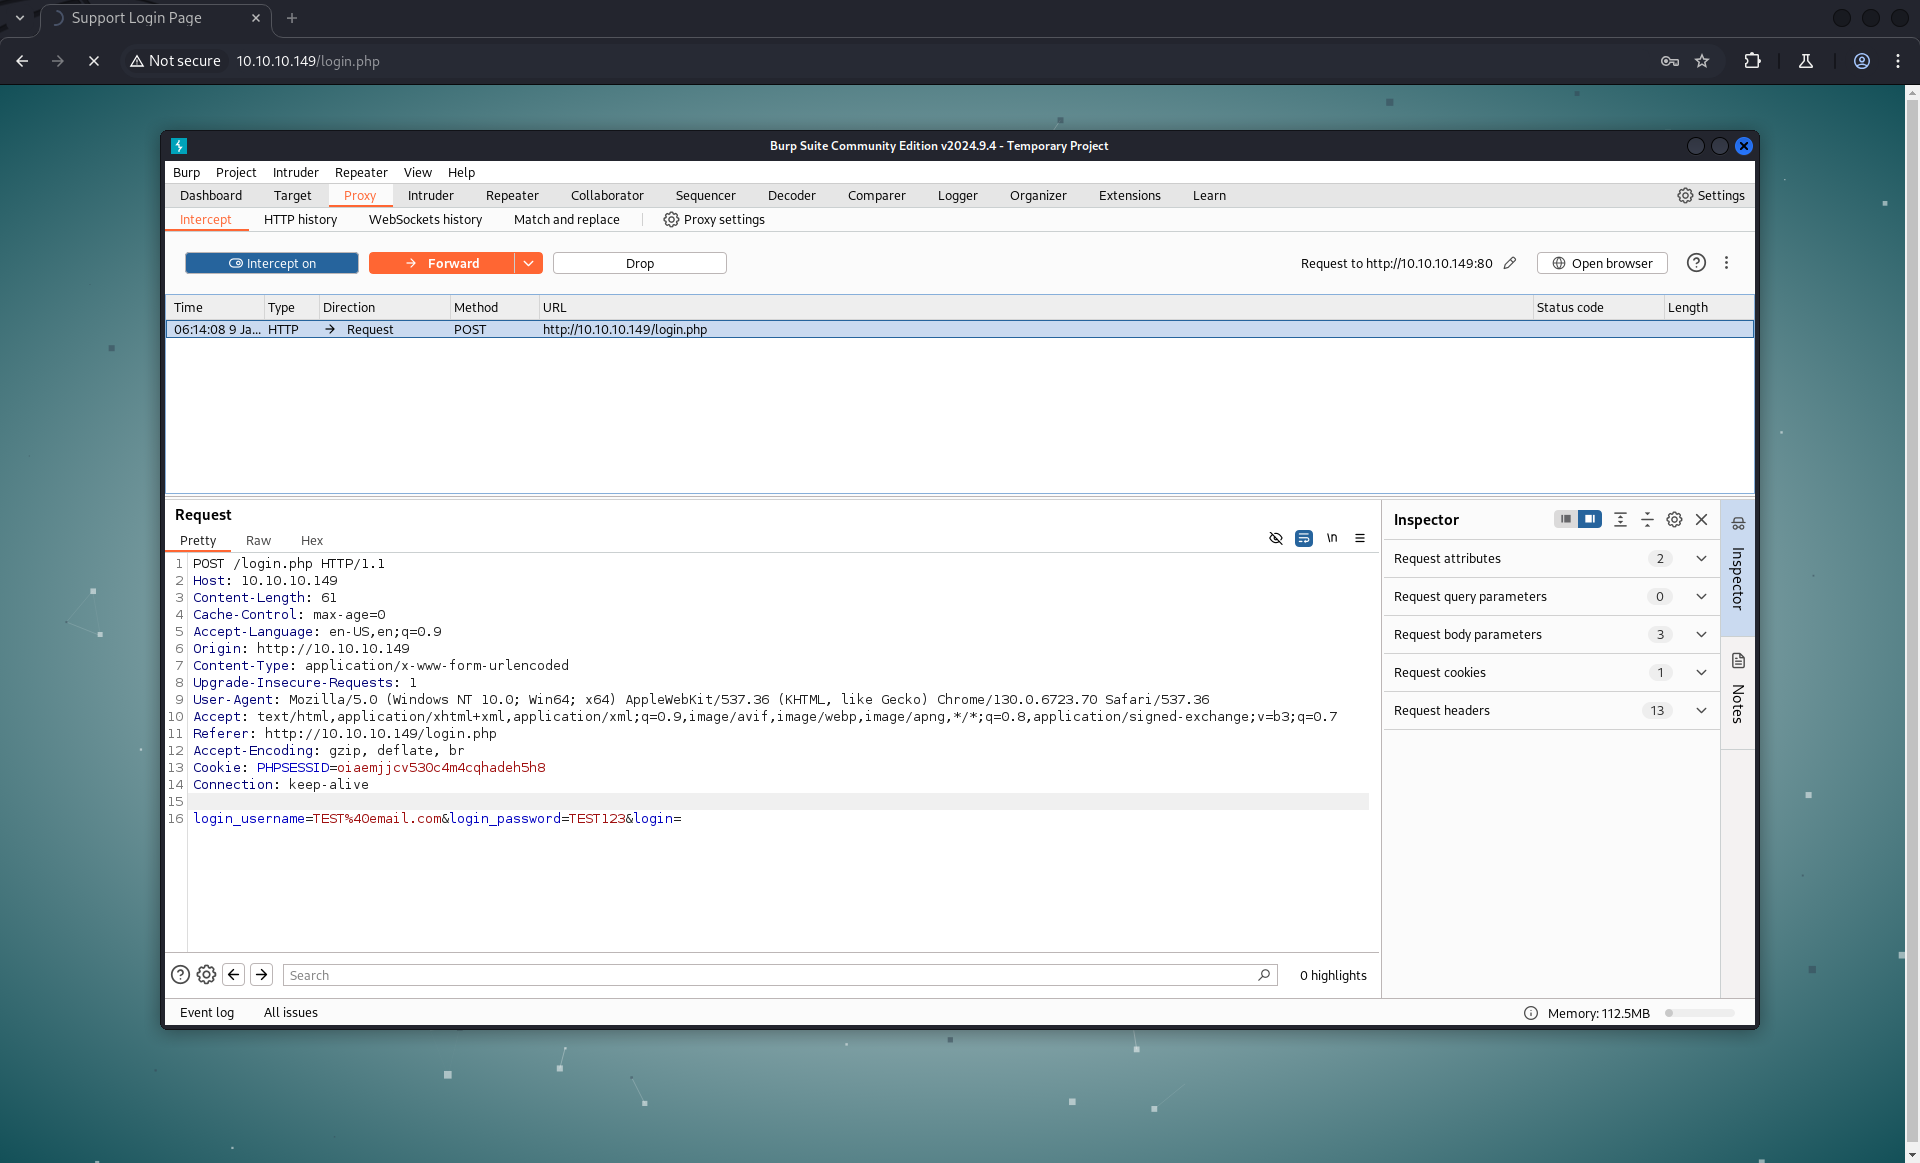 Support Login Page
Not secure 10.10.10.149/login.php
Burp Suite Community Edition v2024.9.4 - Temporary Project
Burp Project Intruder Repeater View Help
Dashboard Target Proxy Intruder Repeater Collaborator Sequencer Decoder Comparer Logger Organizer Extensions Learn Settings
Intercept HTTP history WebSockets history Match and replace Proxy settings
Intercept on Forward Drop Request to http://10.10.10.149:80 Open browser
Time Type Direction Method URL Status code Length
06:14:08 9 Ja... HTTP → Request POST http://10.10.10.149/login.php
Request
Pretty Raw Hex \n
1 POST /login.php HTTP/1.1
2 Host: 10.10.10.149
3 Content-Length: 61
4 Cache-Control: max-age=0
5 Accept-Language: en-US,en;q=0.9
6 Origin: http://10.10.10.149
7 Content-Type: application/x-www-form-urlencoded
8 Upgrade-Insecure-Requests: 1
9 User-Agent: Mozilla/5.0 (Windows NT 10.0; Win64; x64) AppleWebKit/537.36 (KHTML, like Gecko) Chrome/130.0.6723.70 Safari/537.36
10 Accept: text/html,application/xhtml+xml,application/xml;q=0.9,image/avif,image/webp,image/apng,*/*;q=0.8,application/signed-exchange;v=b3;q=0.7
11 Referer: http://10.10.10.149/login.php
12 Accept-Encoding: gzip, deflate, br
13 Cookie: PHPSESSID=oiaemjjcv530c4m4cqhadeh5h8
14 Connection: keep-alive
15
16 login_username=TEST%40email.com&login_password=TEST123&login=
Inspector
Request attributes 2
Request query parameters 0
Request body parameters 3
Request cookies 1
Request headers 13
Inspector
Notes
Search 0 highlights
Event log All issues Memory: 112.5MB